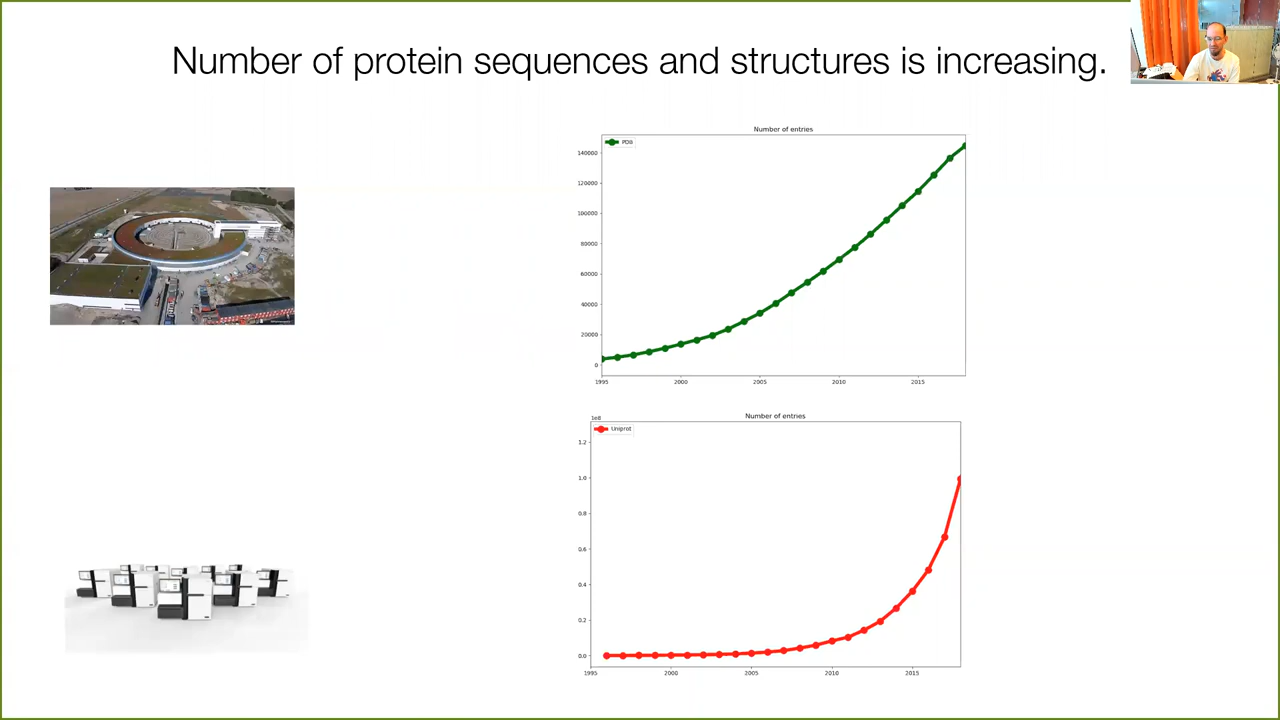 Number of protein sequences and structures is increasing.
Number of entries
PDB
140000
120000
100000
80000
60000
40000
20000
0
1995 2000 2005 2010 2015
Number of entries
1e8
Uniprot
1.2
1.0
0.8
0.6
0.4
0.2
0.0
1995 2000 2005 2010 2015